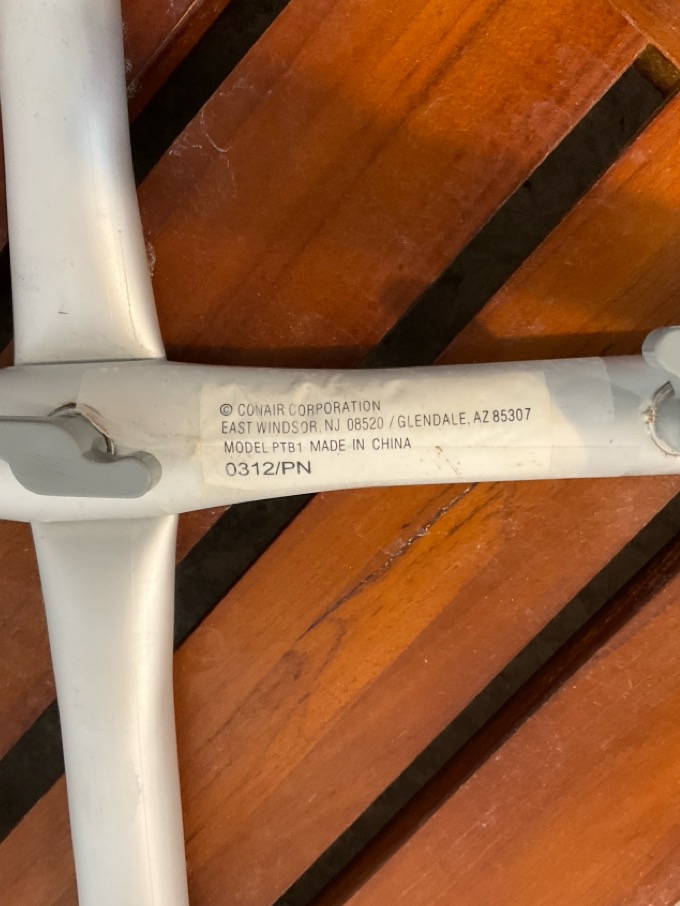 © CONAIR CORPORATION
EAST WINDSOR, NJ 08520 / GLENDALE, AZ 85307
MODEL PTB1 MADE IN CHINA
0312/PN